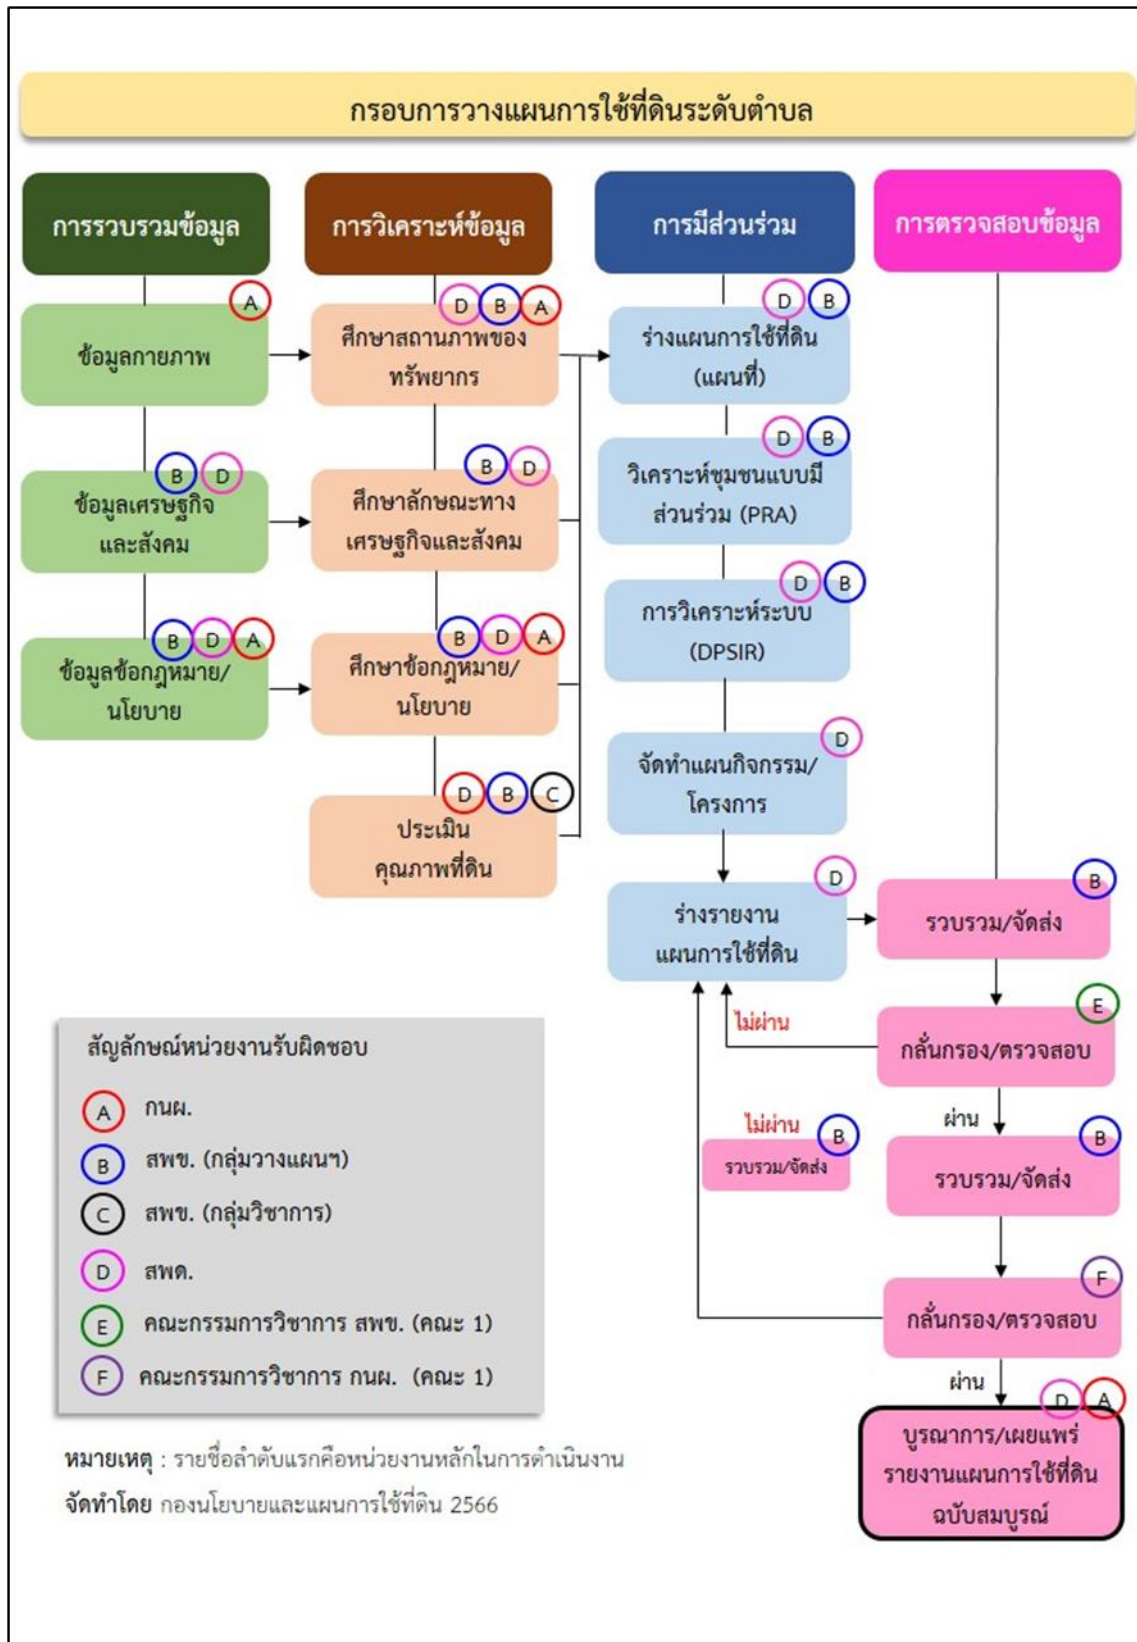 กรอบการวางแผนการใช้ที่ดินระดับตำบล
การรวบรวมข้อมูล
A
ข้อมูลกายภาพ
B D
ข้อมูลเศรษฐกิจ
และสังคม
B D A
ข้อมูลข้อกฎหมาย/
นโยบาย
การวิเคราะห์ข้อมูล
D B A
ศึกษาสถานภาพของ
ทรัพยากร
B D
ศึกษาลักษณะทาง
เศรษฐกิจและสังคม
B D A
ศึกษาข้อกฎหมาย/
นโยบาย
D B C
ประเมิน
คุณภาพที่ดิน
การมีส่วนร่วม
D B
ร่างแผนการใช้ที่ดิน
(แผนที่)
D B
วิเคราะห์ชุมชนแบบมี
ส่วนร่วม (PRA)
D B
การวิเคราะห์ระบบ
(DPSIR)
D
จัดทำแผนกิจกรรม/
โครงการ
D
ร่างรายงาน
แผนการใช้ที่ดิน
การตรวจสอบข้อมูล
B
รวบรวม/จัดส่ง
E
กลั่นกรอง/ตรวจสอบ
ไม่ผ่าน
ผ่าน
B
รวบรวม/จัดส่ง
ไม่ผ่าน
B
รวบรวม/จัดส่ง
F
กลั่นกรอง/ตรวจสอบ
ผ่าน
D A
บูรณาการ/เผยแพร่
รายงานแผนการใช้ที่ดิน
ฉบับสมบูรณ์
สัญลักษณ์หน่วยงานรับผิดชอบ
A กนผ.
B สพข. (กลุ่มวางแผนฯ)
C สพข. (กลุ่มวิชาการ)
D สพด.
E คณะกรรมการวิชาการ สพข. (คณะ 1)
F คณะกรรมการวิชาการ กนผ. (คณะ 1)
หมายเหตุ : รายชื่อลำดับแรกคือหน่วยงานหลักในการดำเนินงาน
จัดทำโดย กองนโยบายและแผนการใช้ที่ดิน 2566